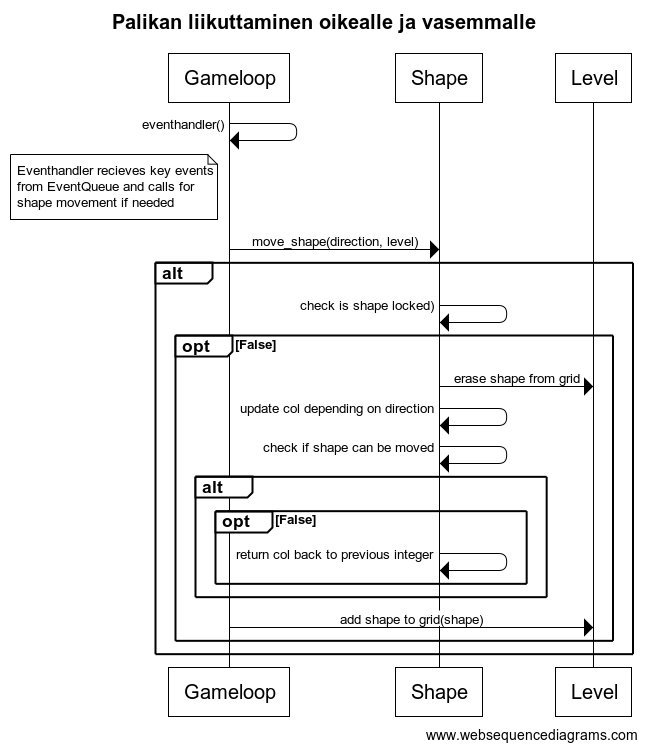 Palikan liikuttaminen oikealle ja vasemmalle
Gameloop
Shape
Level
eventhandler()
Eventhandler recieves key events
from EventQueue and calls for
shape movement if needed
move_shape(direction, level)
alt
check is shape locked)
opt
[False]
erase shape from grid
update col depending on direction
check if shape can be moved
alt
opt
[False]
return col back to previous integer
add shape to grid(shape)
Gameloop
Shape
Level
www.websequencediagrams.com